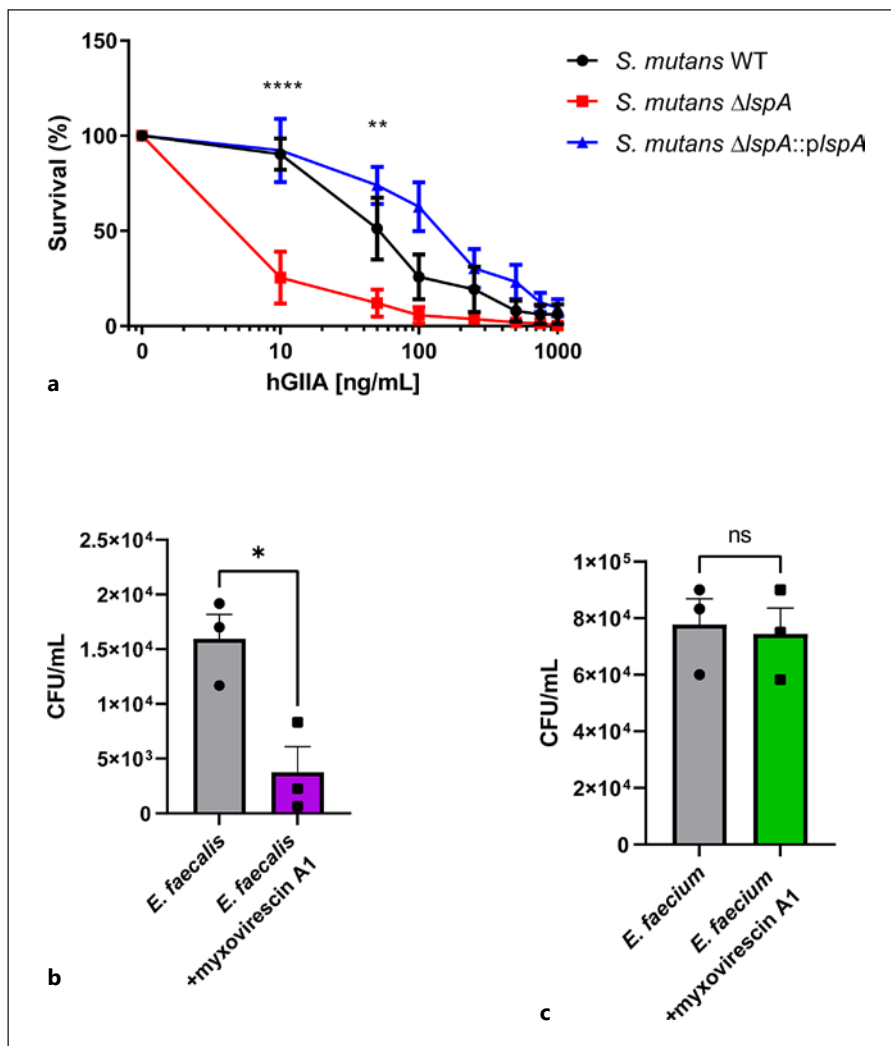 150
100
50
0
Survival (%)
****
**
0
10
100
1000
hGIIA [ng/mL]
S. mutans WT
S. mutans ΔlspA
S. mutans ΔlspA::plspA
a
2.5×10⁴
2×10⁴
1.5×10⁴
1×10⁴
5×10³
0
CFU/mL
*
E. faecalis
E. faecalis
+myxovirescin A1
b
1×10⁵
8×10⁴
6×10⁴
4×10⁴
2×10⁴
0
CFU/mL
ns
E. faecium
E. faecium
+myxovirescin A1
c